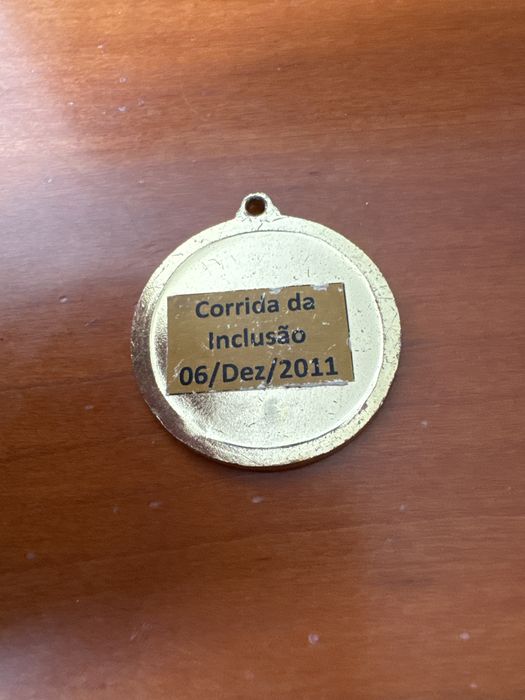 Corrida da
Inclusão
06/Dez/2011